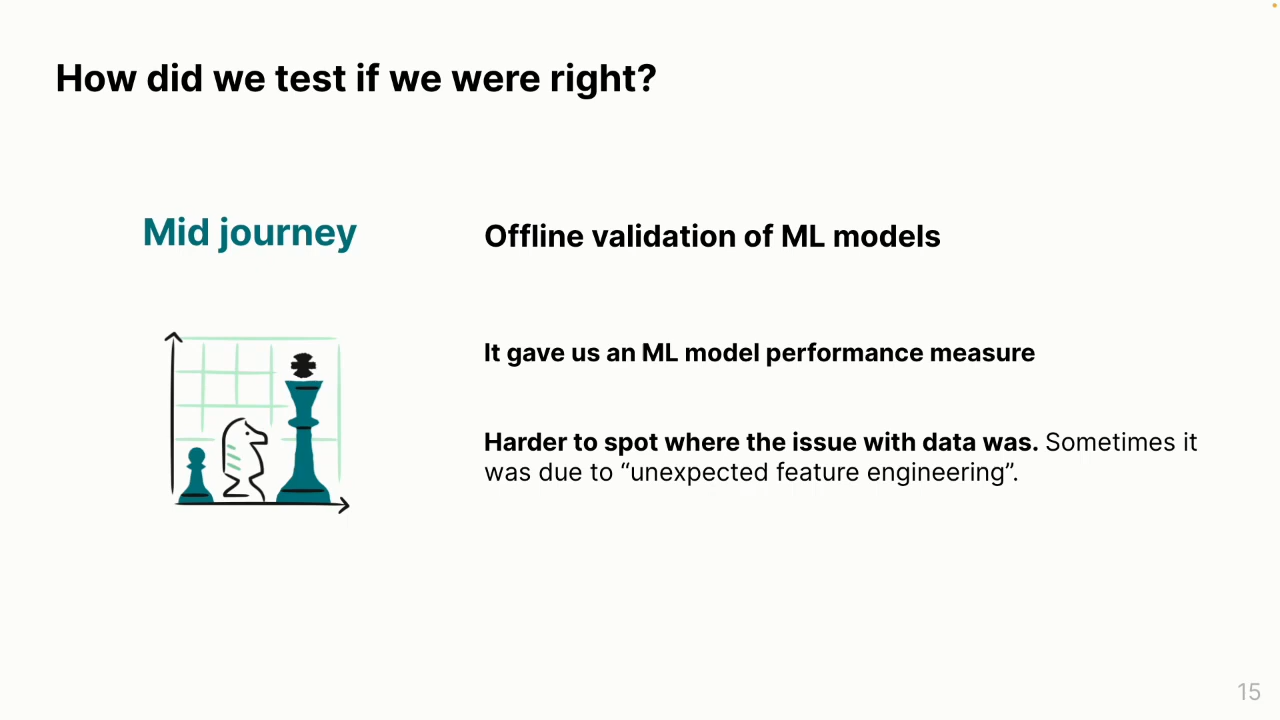 How did we test if we were right?
Mid journey
Offline validation of ML models
It gave us an ML model performance measure
Harder to spot where the issue with data was. Sometimes it
was due to “unexpected feature engineering”.
15